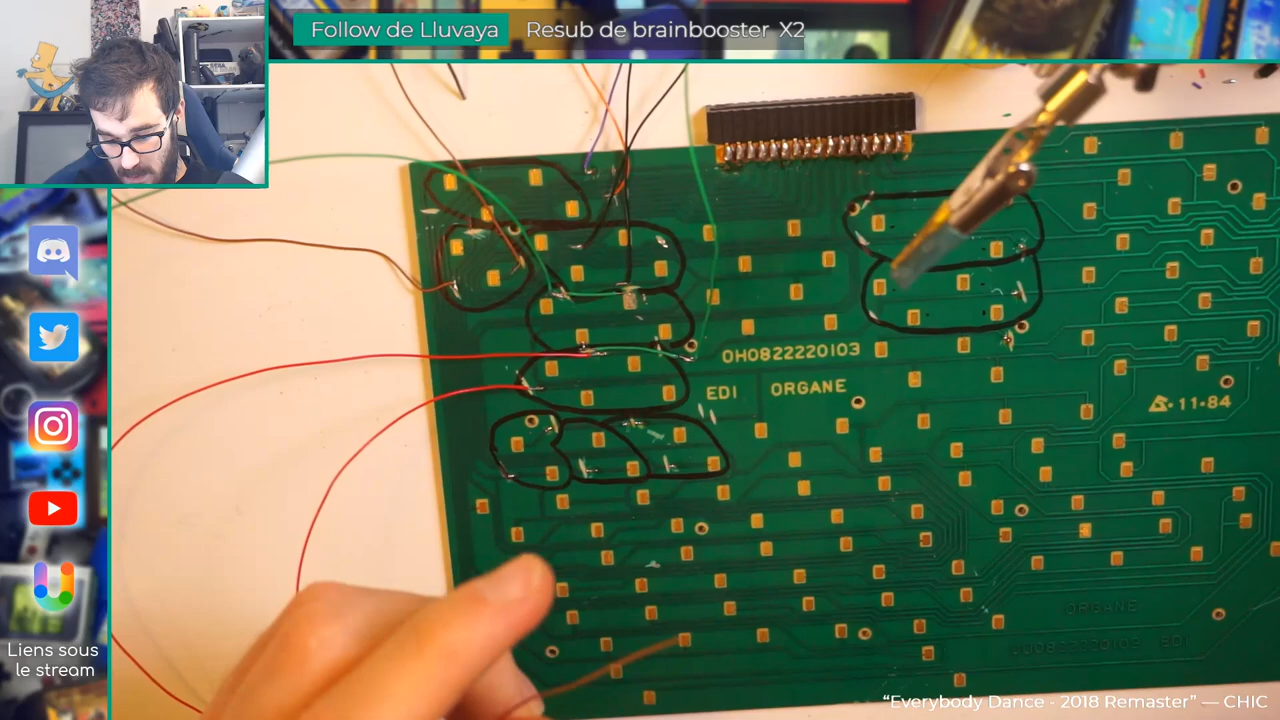 Follow de Lluvaya
Resub de brainbooster X2
OHO822220103
EDI ORGANE
11·84
ORGANE
Liens sous
le stream
“Everybody Dance - 2018 Remaster” — CHIC